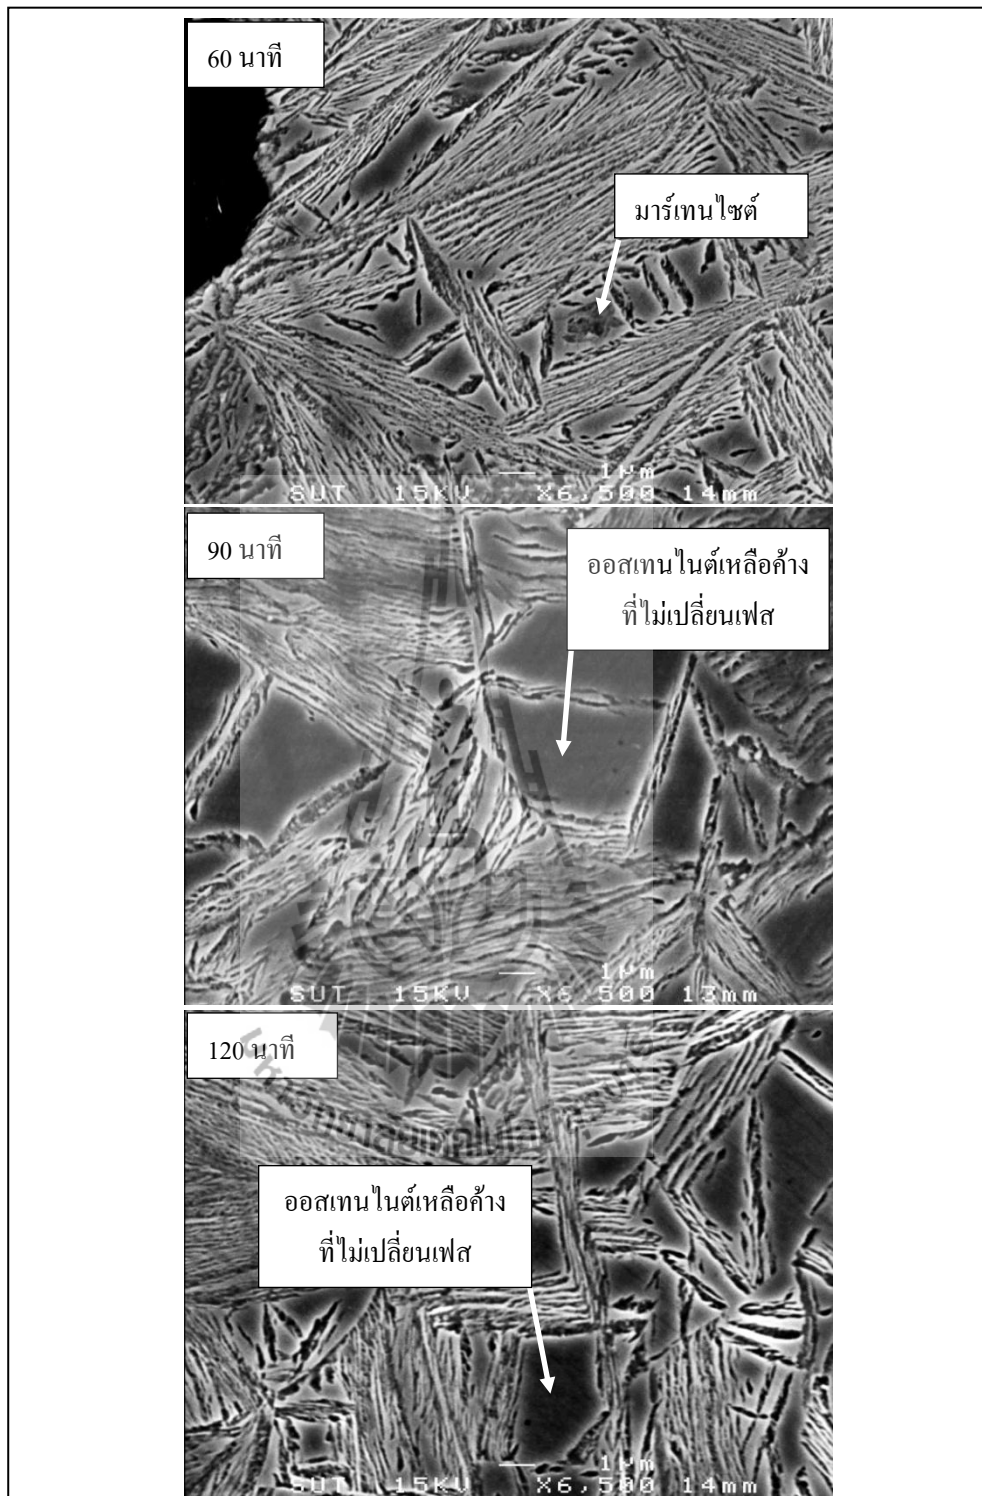 60 นาที
มาร์เทนไซต์
SUT 15KV X6,500 14mm
1µm
90 นาที
ออสเทนไนต์เหลือค้าง
ที่ไม่เปลี่ยนเฟส
SUT 15KV X6,500 13mm
1µm
120 นาที
ออสเทนไนต์เหลือค้าง
ที่ไม่เปลี่ยนเฟส
SUT 15KV X6,500 14mm
1µm